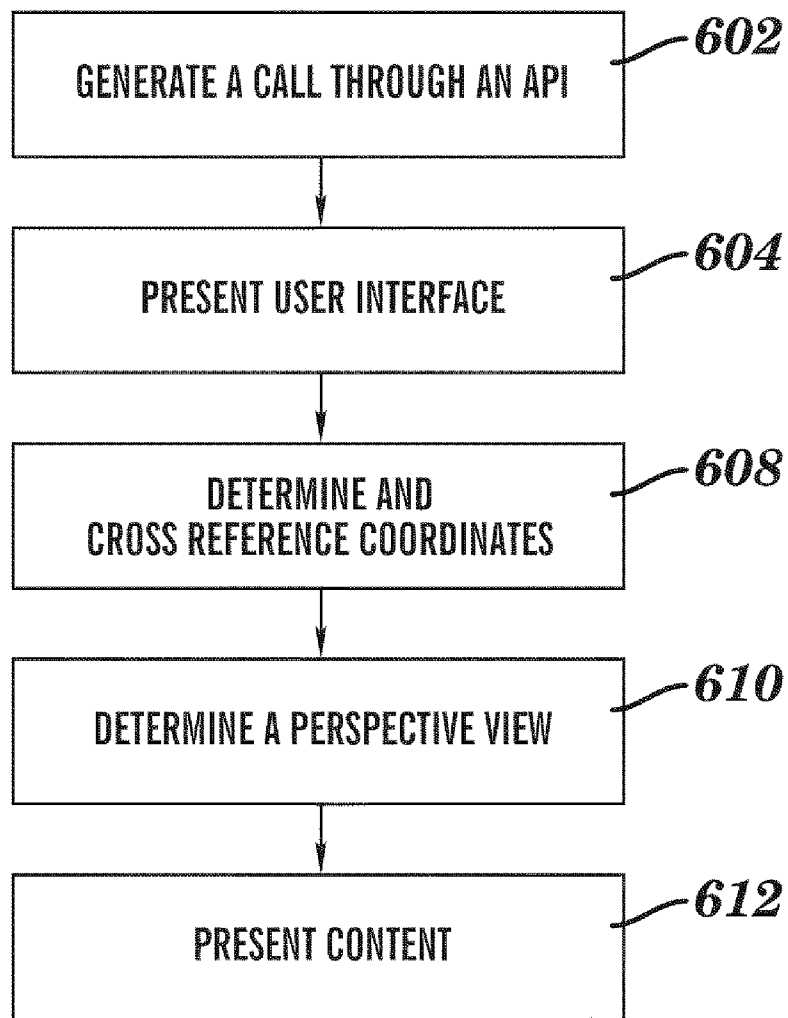 GENERATE A CALL THROUGH AN API
602
PRESENT USER INTERFACE
604
DETERMINE AND
CROSS REFERENCE COORDINATES
608
DETERMINE A PERSPECTIVE VIEW
610
PRESENT CONTENT
612